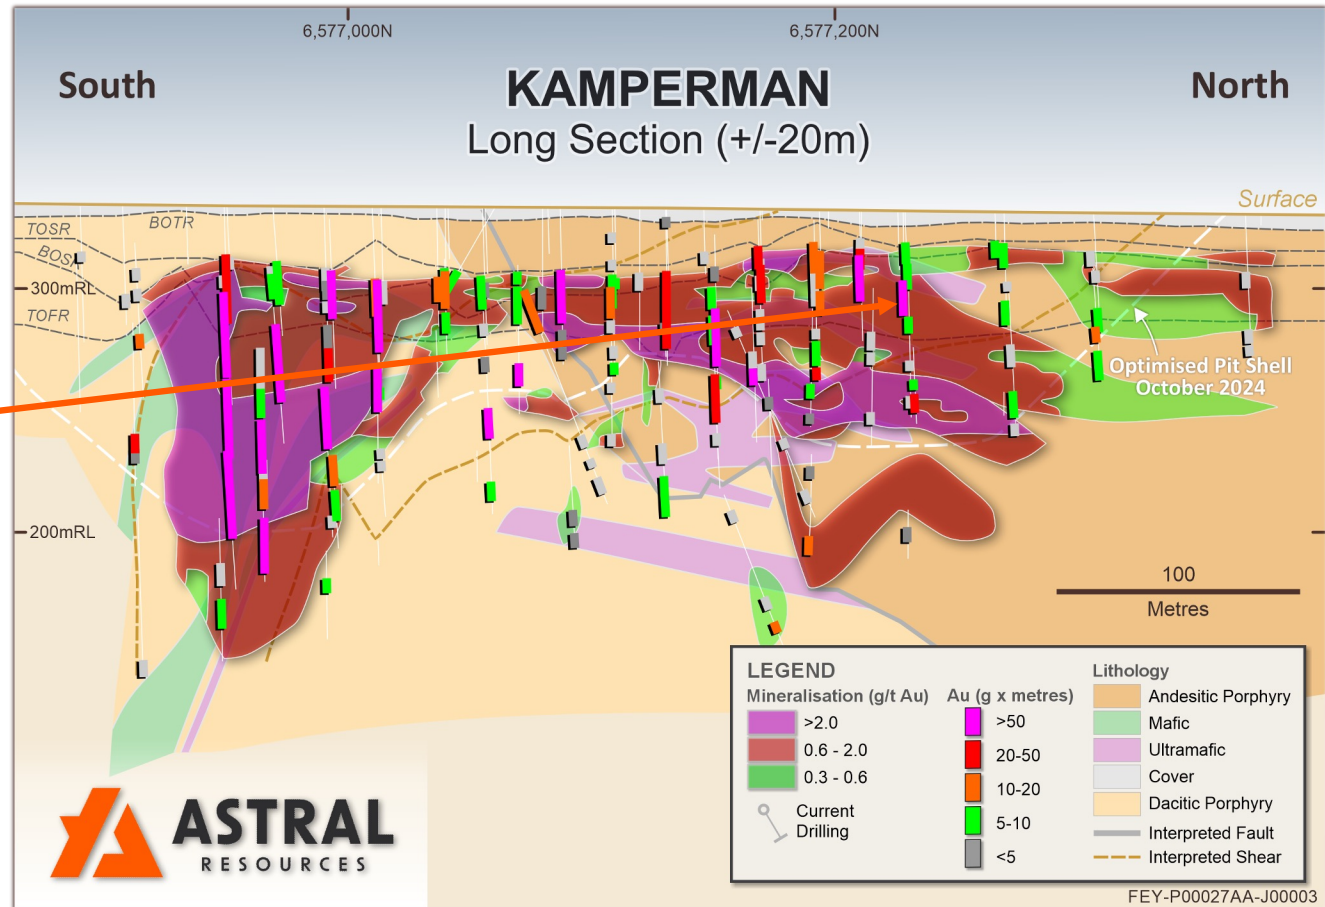 6,577,000N
6,577,200N
South
KAMPERMAN
North
Long Section (+/-20m)
Surface
TOSR
BOTR
BOS
300mRL
TOFR
Optimised Pit Shell
October 2024
200mRL
100
Metres
LEGEND
Mineralisation (g/t Au)
>2.0
0.6 - 2.0
0.3 - 0.6
Current
Drilling
Au (g x metres)
>50
20-50
10-20
5-10
<5
Lithology
Andesitic Porphyry
Mafic
Ultramafic
Cover
Dacitic Porphyry
Interpreted Fault
Interpreted Shear
ASTRAL
RESOURCES
FEY-P00027AA-J00003